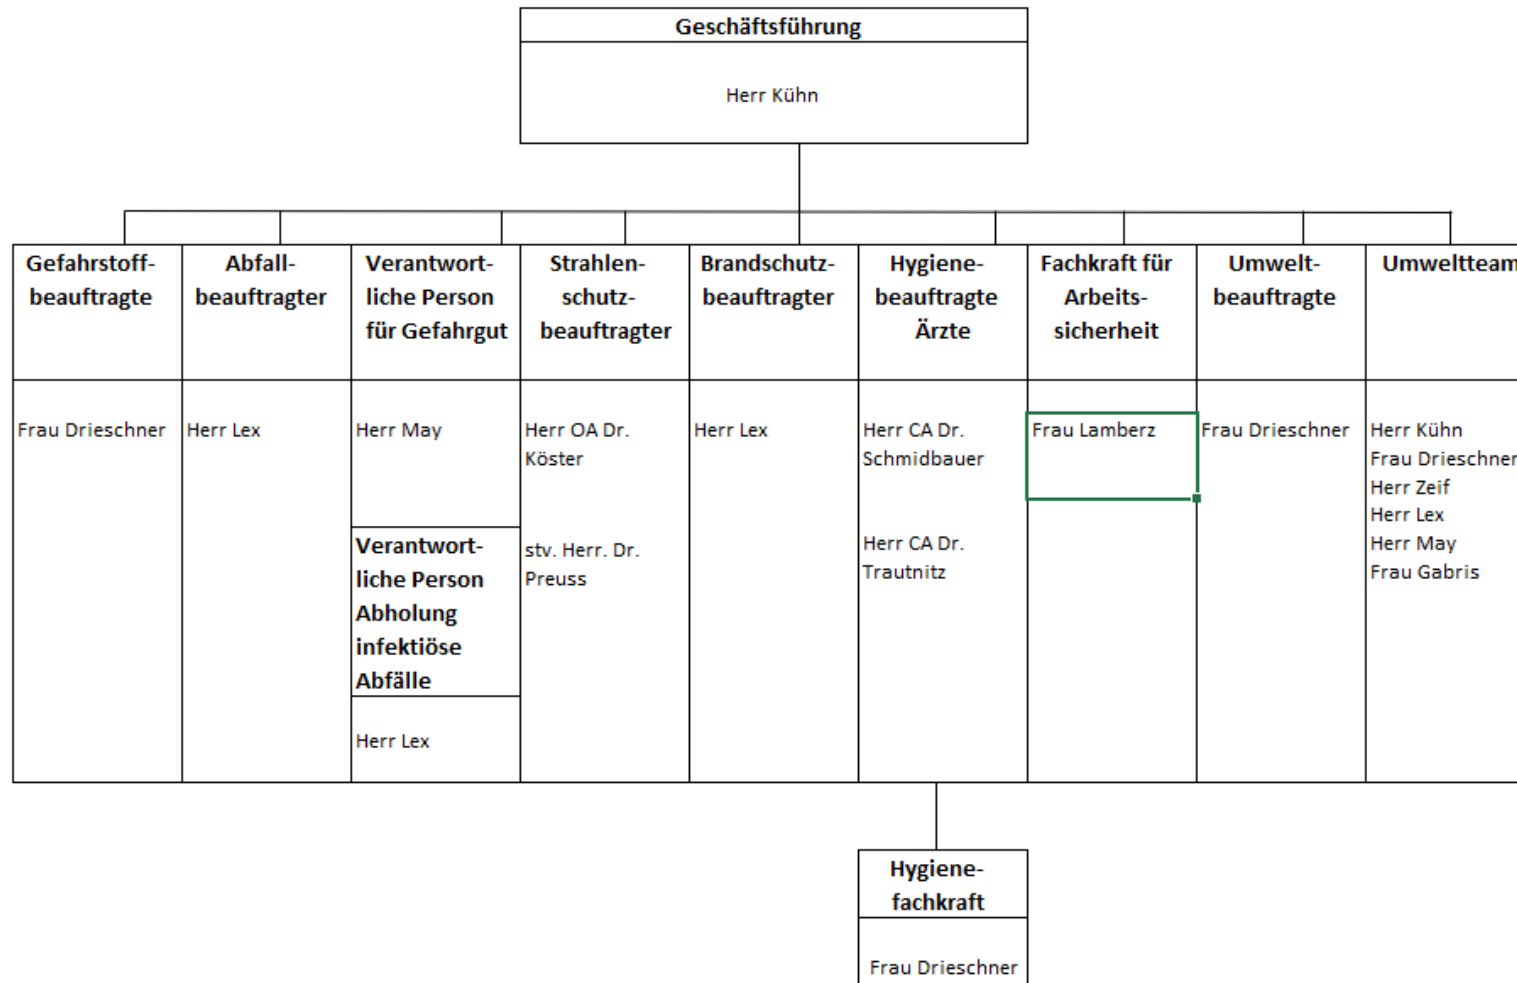 Geschäftsführung
Herr Kühn
Gefahrstoff-
beauftragte
Abfall-
beauftragter
Verantwort-
liche Person
für Gefahrgut
Strahlen-
schutz-
beauftragter
Brandschutz-
beauftragter
Hygiene-
beauftragte
Ärzte
Fachkraft für
Arbeits-
sicherheit
Umwelt-
beauftragte
Umweltteam
Frau Drieschner
Herr Lex
Herr May
Verantwort-
liche Person
Abholung
infektiöse
Abfälle
Herr Lex
Herr OA Dr.
Köster
stv. Herr. Dr.
Preuss
Herr Lex
Herr CA Dr.
Schmidbauer
Herr CA Dr.
Trautnitz
Frau Lamberz
Frau Drieschner
Herr Kühn
Frau Drieschner
Herr Zeif
Herr Lex
Herr May
Frau Gabris
Hygiene-
fachkraft
Frau Drieschner